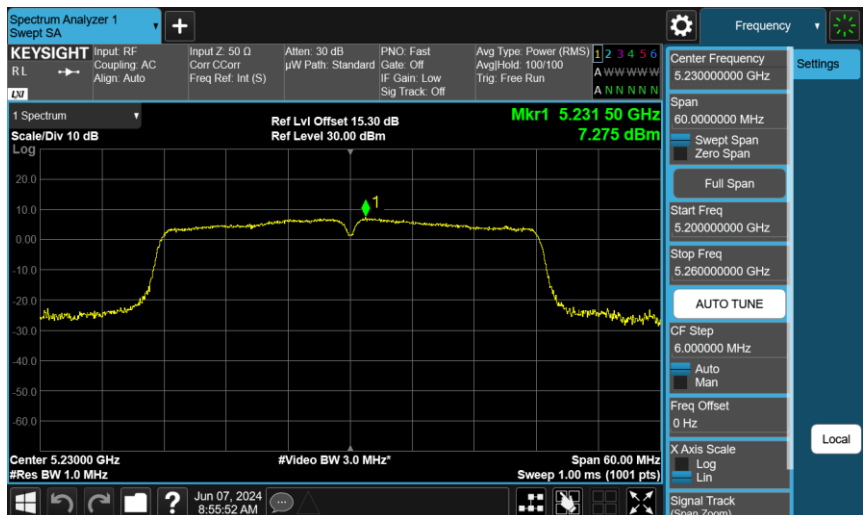 Spectrum Analyzer 1
Swept SA
+
Frequency
KEYSIGHT
RL
LXI
Input: RF
Coupling: AC
Align: Auto
Input Z: 50 Ω
Corr CCorr
Freq Ref: Int (S)
Atten: 30 dB
µW Path: Standard
PNO: Fast
Gate: Off
IF Gain: Low
Sig Track: Off
Avg Type: Power (RMS)
Avg|Hold: 100/100
Trig: Free Run
1 2 3 4 5 6
A W W W W W
A N N N N N
1 Spectrum
Scale/Div 10 dB
Log
Ref Lvl Offset 15.30 dB
Ref Level 30.00 dBm
Mkr1 5.231 50 GHz
7.275 dBm
20.0
10.0
0.00
-10.0
-20.0
-30.0
-40.0
-50.0
-60.0
1
Center 5.23000 GHz
#Res BW 1.0 MHz
#Video BW 3.0 MHz*
Span 60.00 MHz
Sweep 1.00 ms (1001 pts)
?
Jun 07, 2024
8:55:52 AM
Center Frequency
5.230000000 GHz
Span
60.0000000 MHz
Swept Span
Zero Span
Full Span
Start Freq
5.200000000 GHz
Stop Freq
5.260000000 GHz
AUTO TUNE
CF Step
6.000000 MHz
Auto
Man
Freq Offset
0 Hz
X Axis Scale
Log
Lin
Signal Track
(Span Zoom)
Settings
Local